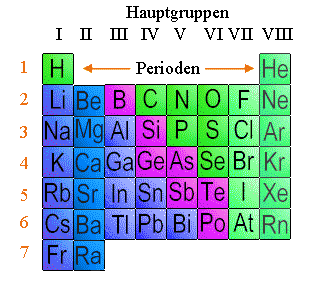 Hauptgruppen
I II III IV V VI VII VIII
1 H Perioden He
2 Li Be B C N O F Ne
3 Na Mg Al Si P S Cl Ar
4 K Ca Ga Ge As Se Br Kr
5 Rb Sr In Sn Sb Te I Xe
6 Cs Ba Tl Pb Bi Po At Rn
7 Fr Ra